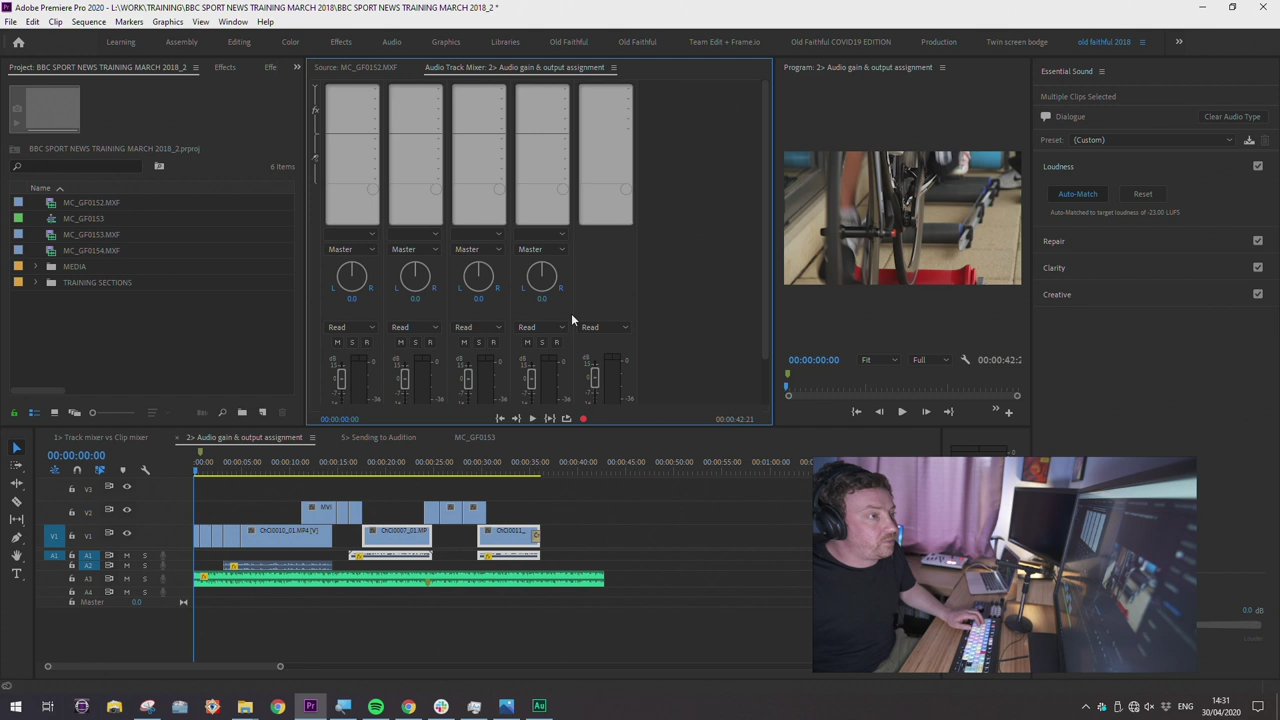 Adobe Premiere Pro 2020 - L:\WORK\TRAINING\BBC SPORT NEWS TRAINING MARCH 2018\BBC SPORT NEWS TRAINING MARCH 2018_2 *
File Edit Clip Sequence Markers Graphics View Window Help
Learning Assembly Editing Color Effects Audio Graphics Libraries Old Faithful Old Faithful Team Edit + Frame.io Old Faithful COVID19 EDITION Production Twin screen bodge old faithful 2018
Project: BBC SPORT NEWS TRAINING MARCH 2018_2 Effects Effe
Source: MC_GF0152.MXF Audio Track Mixer: 2> Audio gain & output assignment
Program: 2> Audio gain & output assignment
Essential Sound
Multiple Clips Selected
Dialogue Clear Audio Type
Preset: (Custom)
BBC SPORT NEWS TRAINING MARCH 2018_2.prproj
6 Items
Name
MC_GF0152.MXF
MC_GF0153
MC_GF0153.MXF
MC_GF0154.MXF
MEDIA
TRAINING SECTIONS
Loudness
Auto-Match Reset
Auto-Matched to target loudness of -23.00 LUFS
Repair
Clarity
Creative
Master Master Master Master
L R L R L R L R
0.0 0.0 0.0 0.0
Read Read Read Read Read
M S R M S R M S R M S R
dB dB dB dB dB
00:00:00:00 00:00:42:21
00:00:00:00 Fit Full 00:00:42:2
1> Track mixer vs Clip mixer 2> Audio gain & output assignment 5> Sending to Audition MC_GF0153
00:00:00:00
:00:00 00:00:05:00 00:00:10:00 00:00:15:00 00:00:20:00 00:00:25:00 00:00:30:00 00:00:35:00 00:00:40:00 00:00:45:00 00:00:50:00 00:00:55:00 00:01:00:00
V3
V2 MVI
V1 V1 ChCI0010_01.MP4 [V] ChCI0007_01.MP ChCI0011_
A1 A1 M S
A2 M S
A3 M S
A4 M S
Master 0.0
0.0 dB
ENG 14:31
30/04/2020